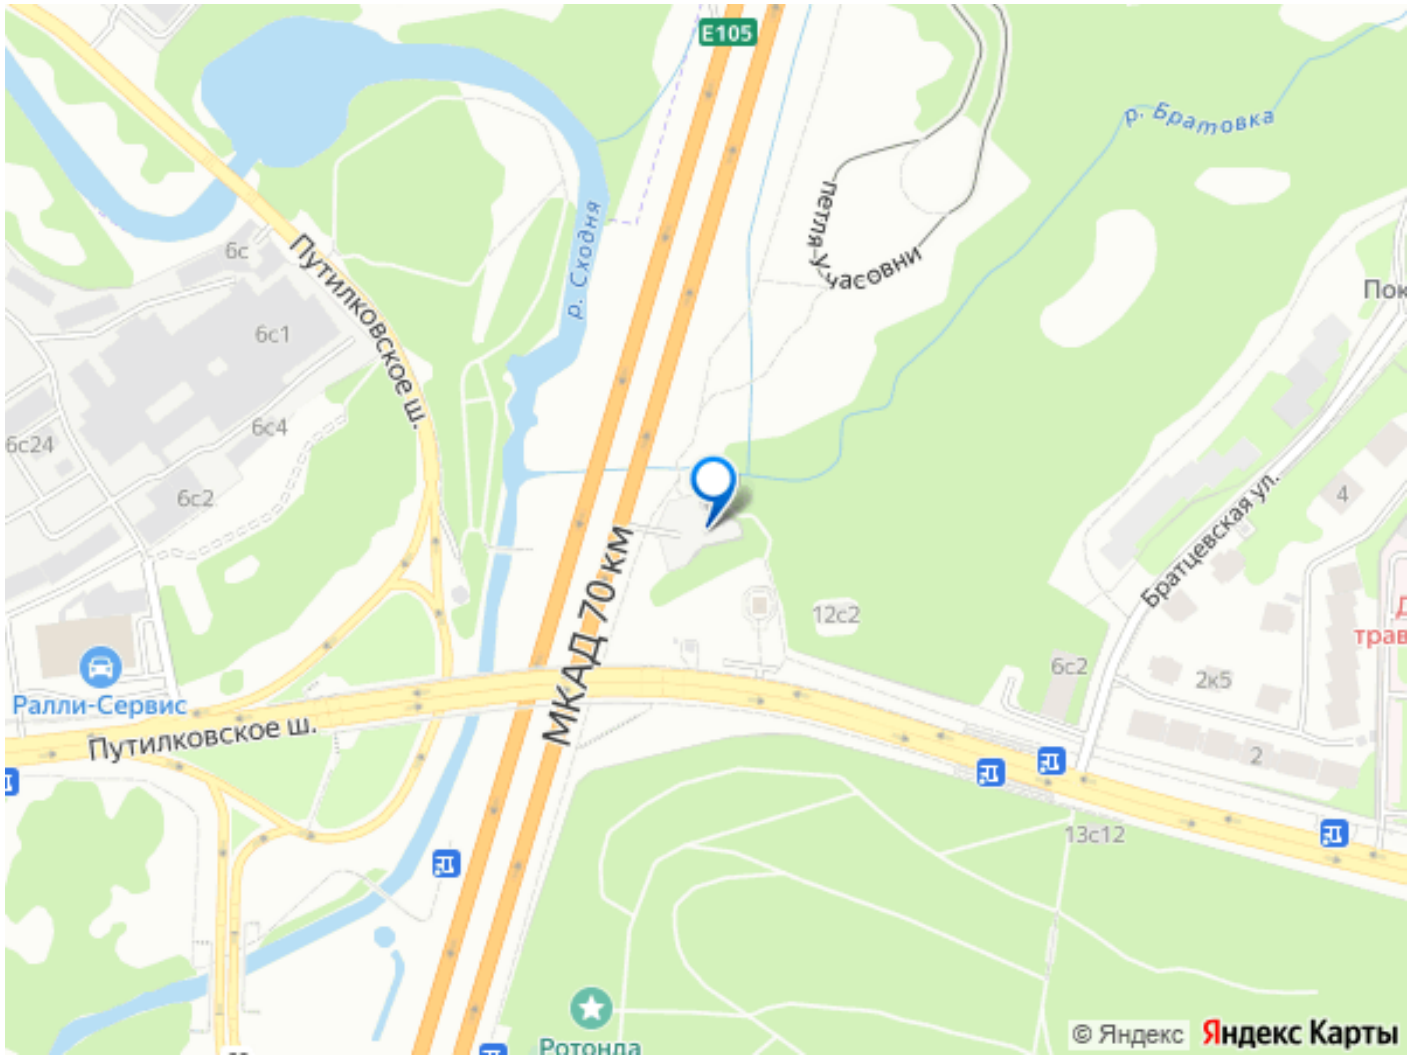 E105
р. Братовка
р. Сходня
петля у часовни
6с
Путилковское ш.
6с1
Пок
6с4
6с24
6с2
4
Братцевская ул.
МКАД 70 км
12с2
Д
трав
6с2
2к5
Ралли-Сервис
Путилковское ш.
2
13с12
Ротонда
© Яндекс Яндекс Карты